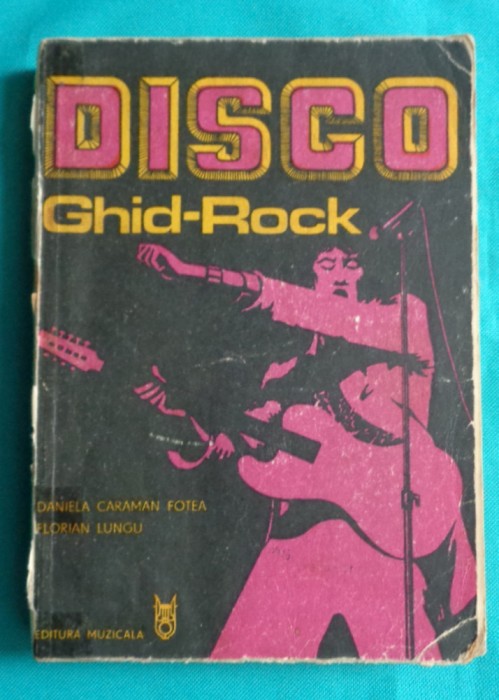 DISCO
Ghid-Rock
DANIELA CARAMAN FOTEA
FLORIAN LUNGU
EDITURA MUZICALA